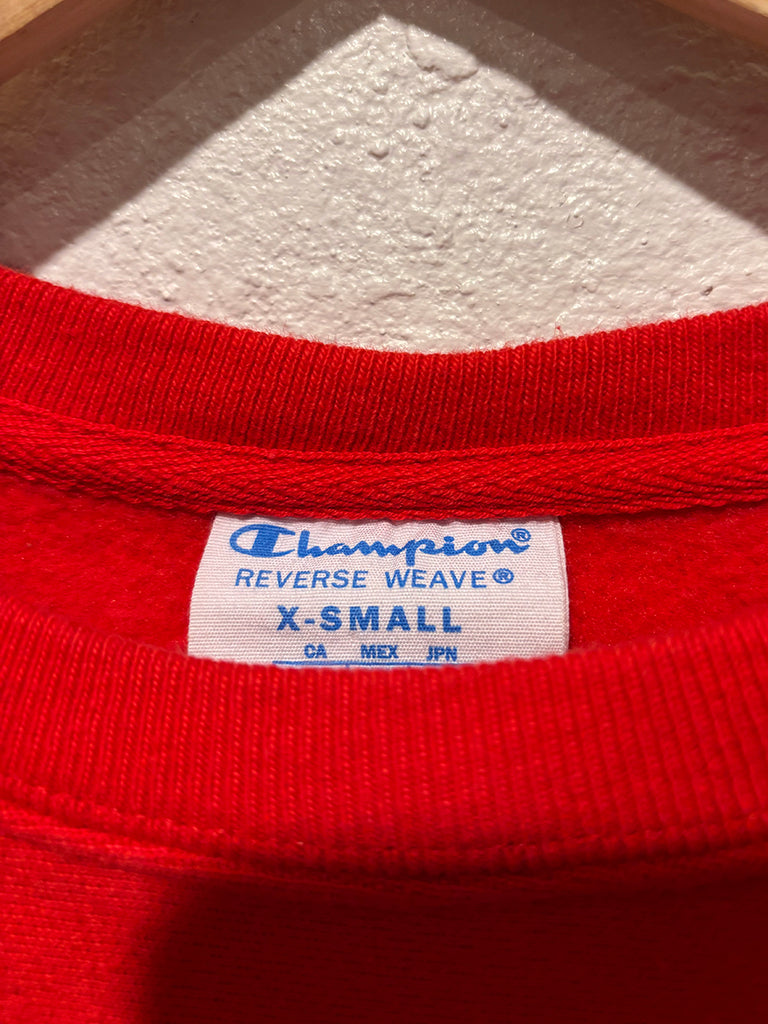 Champion®
REVERSE WEAVE®
X-SMALL
CA MEX JPN